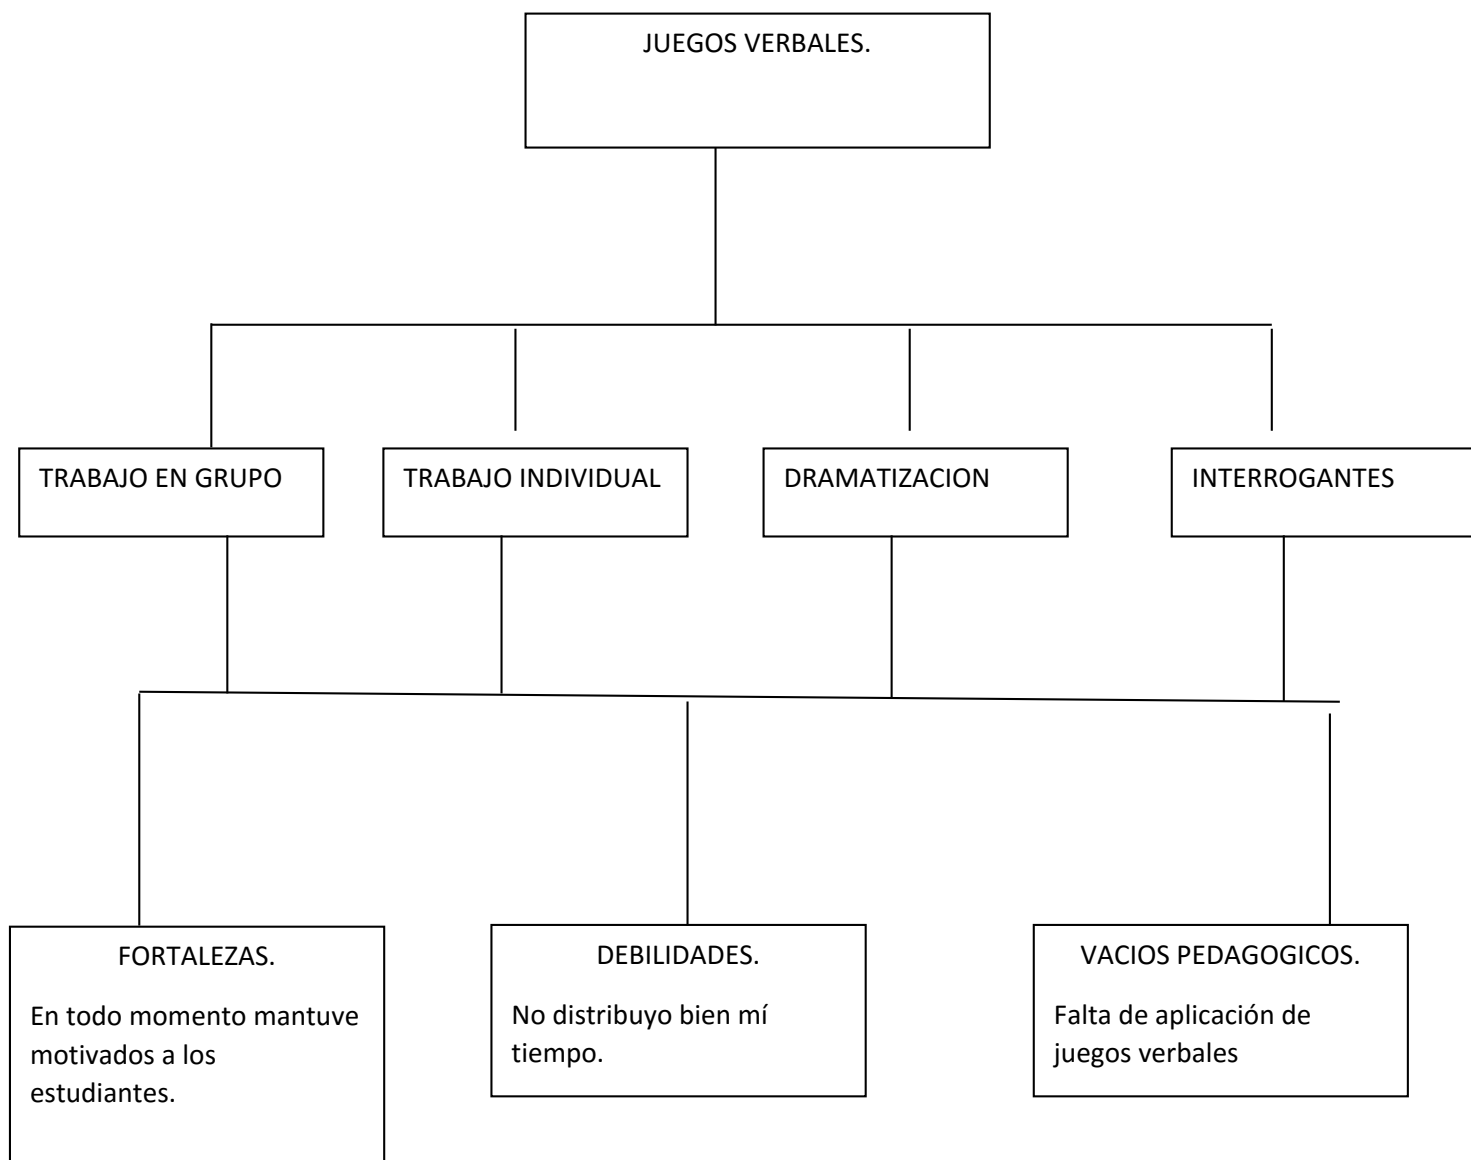 JUEGOS VERBALES.
TRABAJO EN GRUPO
TRABAJO INDIVIDUAL
DRAMATIZACION
INTERROGANTES
FORTALEZAS.
En todo momento mantuve
motivados a los
estudiantes.
DEBILIDADES.
No distribuyo bien mí
tiempo.
VACIOS PEDAGOGICOS.
Falta de aplicación de
juegos verbales